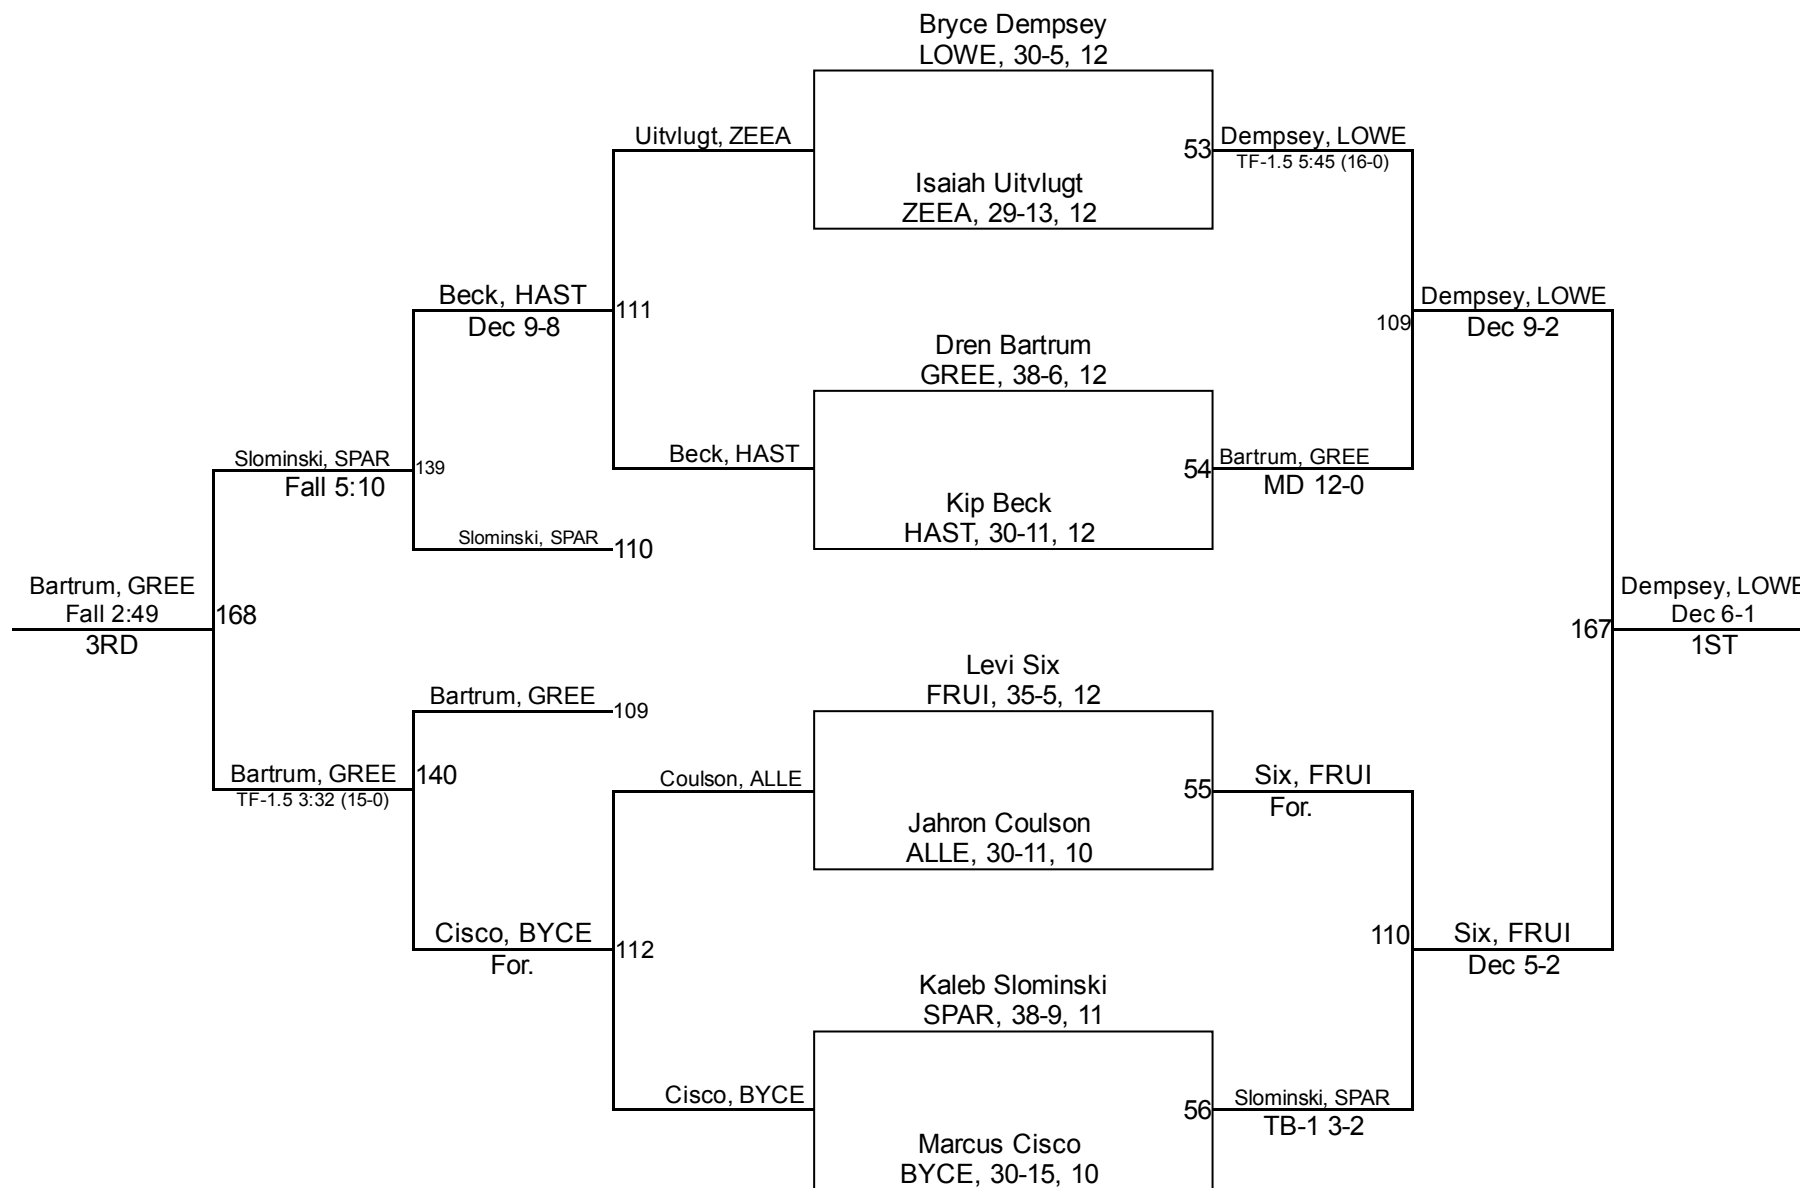 Bryce Dempsey
LOWE, 30-5, 12
Uitvlugt, ZEEA
53
Dempsey, LOWE
TF-1.5 5:45 (16-0)
Isaiah Uitvlugt
ZEEA, 29-13, 12
Beck, HAST
Dec 9-8
111
Dempsey, LOWE
109
Dec 9-2
Dren Bartrum
GREE, 38-6, 12
Slominski, SPAR
139
Fall 5:10
Beck, HAST
54
Bartrum, GREE
MD 12-0
Kip Beck
HAST, 30-11, 12
Slominski, SPAR
110
Bartrum, GREE
Fall 2:49
168
3RD
Dempsey, LOWE
Dec 6-1
167
1ST
Levi Six
FRUI, 35-5, 12
Bartrum, GREE
109
Bartrum, GREE
140
TF-1.5 3:32 (15-0)
Coulson, ALLE
55
Six, FRUI
For.
Jahron Coulson
ALLE, 30-11, 10
Cisco, BYCE
112
For.
110
Six, FRUI
Dec 5-2
Kaleb Slominski
SPAR, 38-9, 11
Cisco, BYCE
56
Slominski, SPAR
TB-1 3-2
Marcus Cisco
BYCE, 30-15, 10